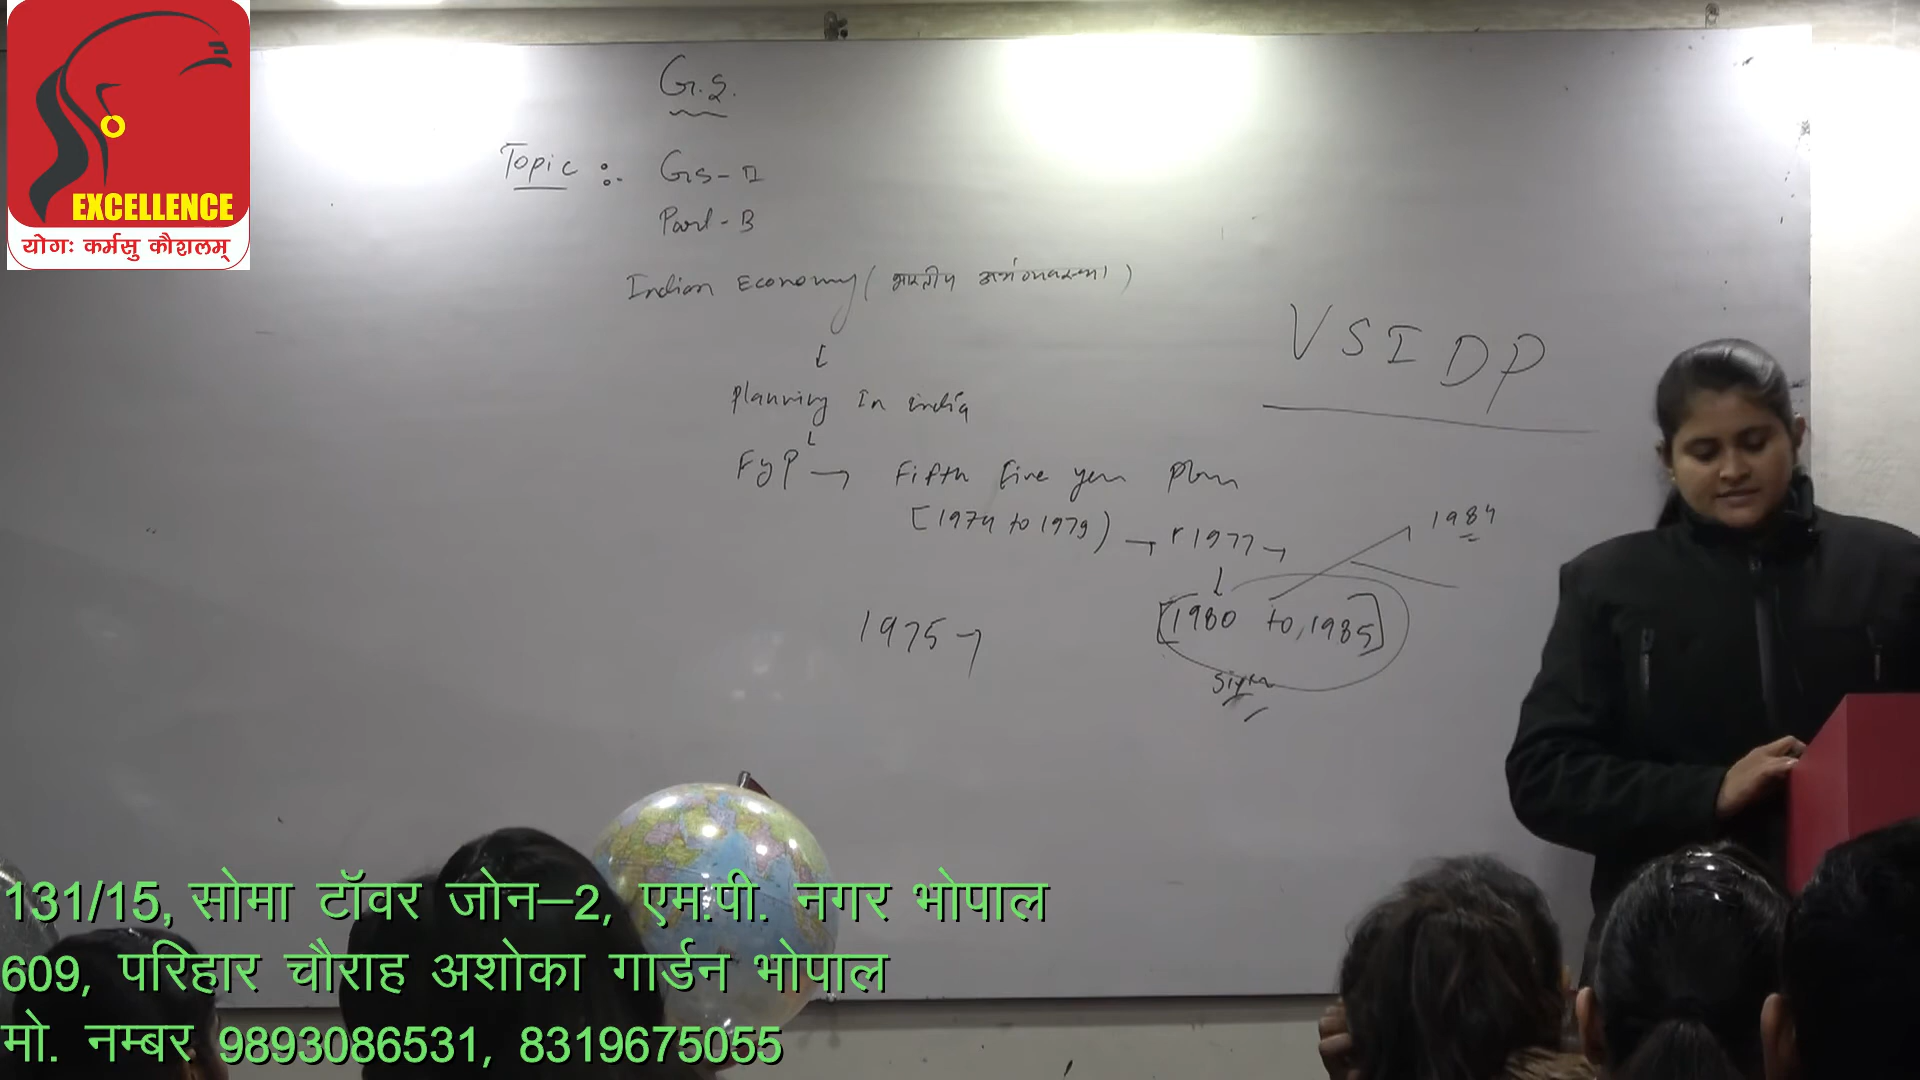 EXCELLENCE
योगः कर्मसु कौशलम्
G.S.
Topic :- GS-II
Part-B
Indian Economy (भारतीय अर्थव्यवस्था)
VSIDP
Planning In india
FyP → Fifth five year plan
[1974 to 1979) → 1977 →
1984
1975 →
[1980 to, 1985]
131/15, सोमा टॉवर जोन–2, एम.पी. नगर भोपाल
609, परिहार चौराह अशोका गार्डन भोपाल
मो. नम्बर 9893086531, 8319675055